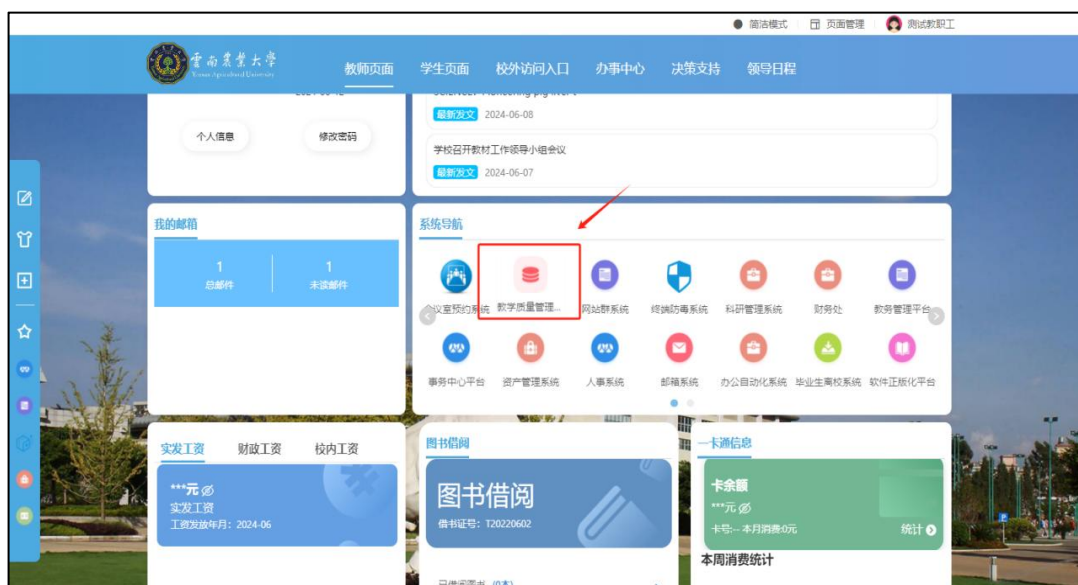 简洁模式 页面管理 测试教职工
雲南農業大學
Yunnan Agricultural University
教师页面 学生页面 校外访问入口 办事中心 决策支持 领导日程
最新发文 2024-06-08
个人信息 修改密码
学校召开教材工作领导小组会议
最新发文 2024-06-07
我的邮箱
1 1
总邮件 未读邮件
系统导航
议室预约系统 教学质量管理... 网站群系统 终端防毒系统 科研管理系统 财务处 教务管理平台
事务中心平台 资产管理系统 人事系统 邮箱系统 办公自动化系统 毕业生离校系统 软件正版化平台
实发工资 财政工资 校内工资
***元
实发工资
工资发放年月：2024-06
图书借阅
图书借阅
借书证号：T20220602
已借阅图书 (0本)
一卡通信息
卡余额
***元
卡号:-- 本月消费:0元 统计
本周消费统计